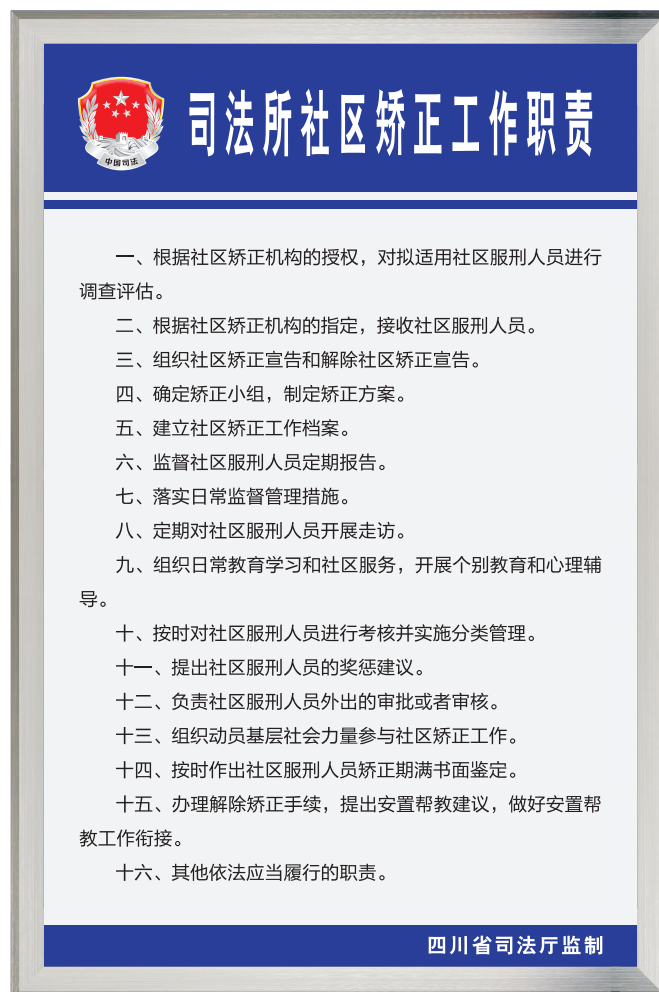 中国司法
司法所社区矫正工作职责
一、根据社区矫正机构的授权，对拟适用社区服刑人员进行
调查评估。
二、根据社区矫正机构的指定，接收社区服刑人员。
三、组织社区矫正宣告和解除社区矫正宣告。
四、确定矫正小组，制定矫正方案。
五、建立社区矫正工作档案。
六、监督社区服刑人员定期报告。
七、落实日常监督管理措施。
八、定期对社区服刑人员开展走访。
九、组织日常教育学习和社区服务，开展个别教育和心理辅
导。
十、按时对社区服刑人员进行考核并实施分类管理。
十一、提出社区服刑人员的奖惩建议。
十二、负责社区服刑人员外出的审批或者审核。
十三、组织动员基层社会力量参与社区矫正工作。
十四、按时作出社区服刑人员矫正期满书面鉴定。
十五、办理解除矫正手续，提出安置帮教建议，做好安置帮
教工作衔接。
十六、其他依法应当履行的职责。
四川省司法厅监制